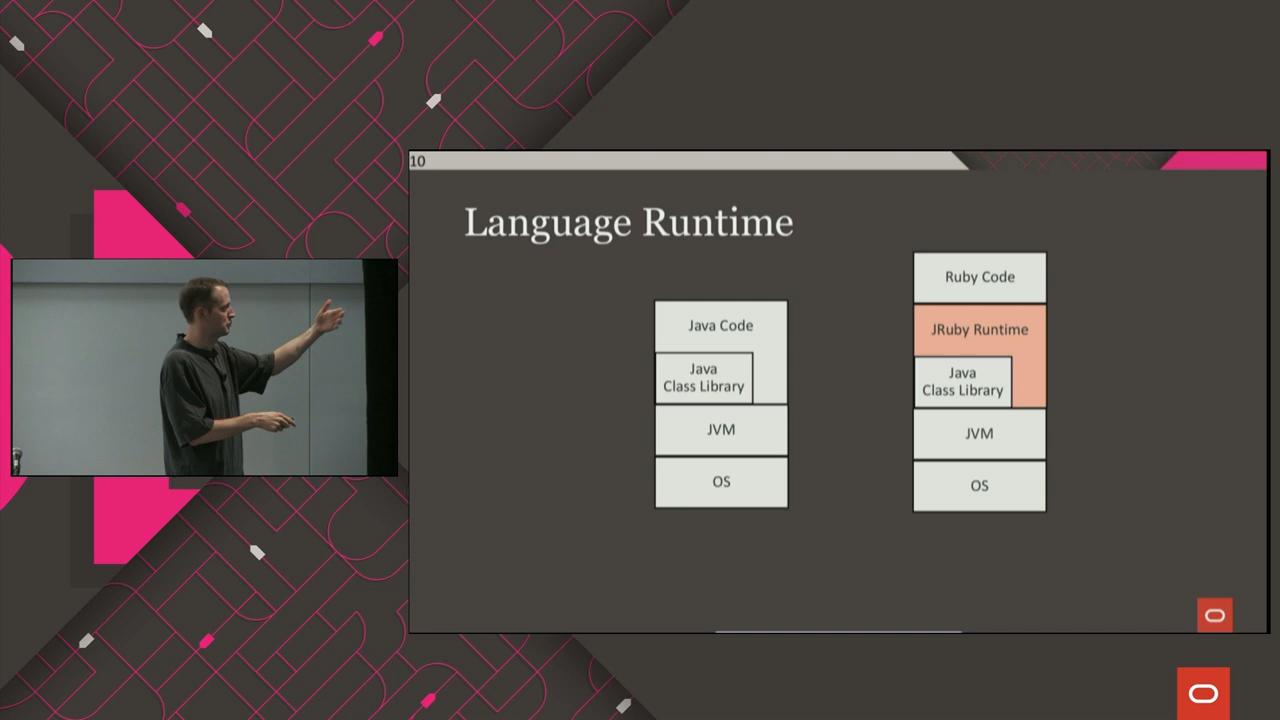 10
Language Runtime
Java Code
Java
Class Library
JVM
OS
Ruby Code
JRuby Runtime
Java
Class Library
JVM
OS